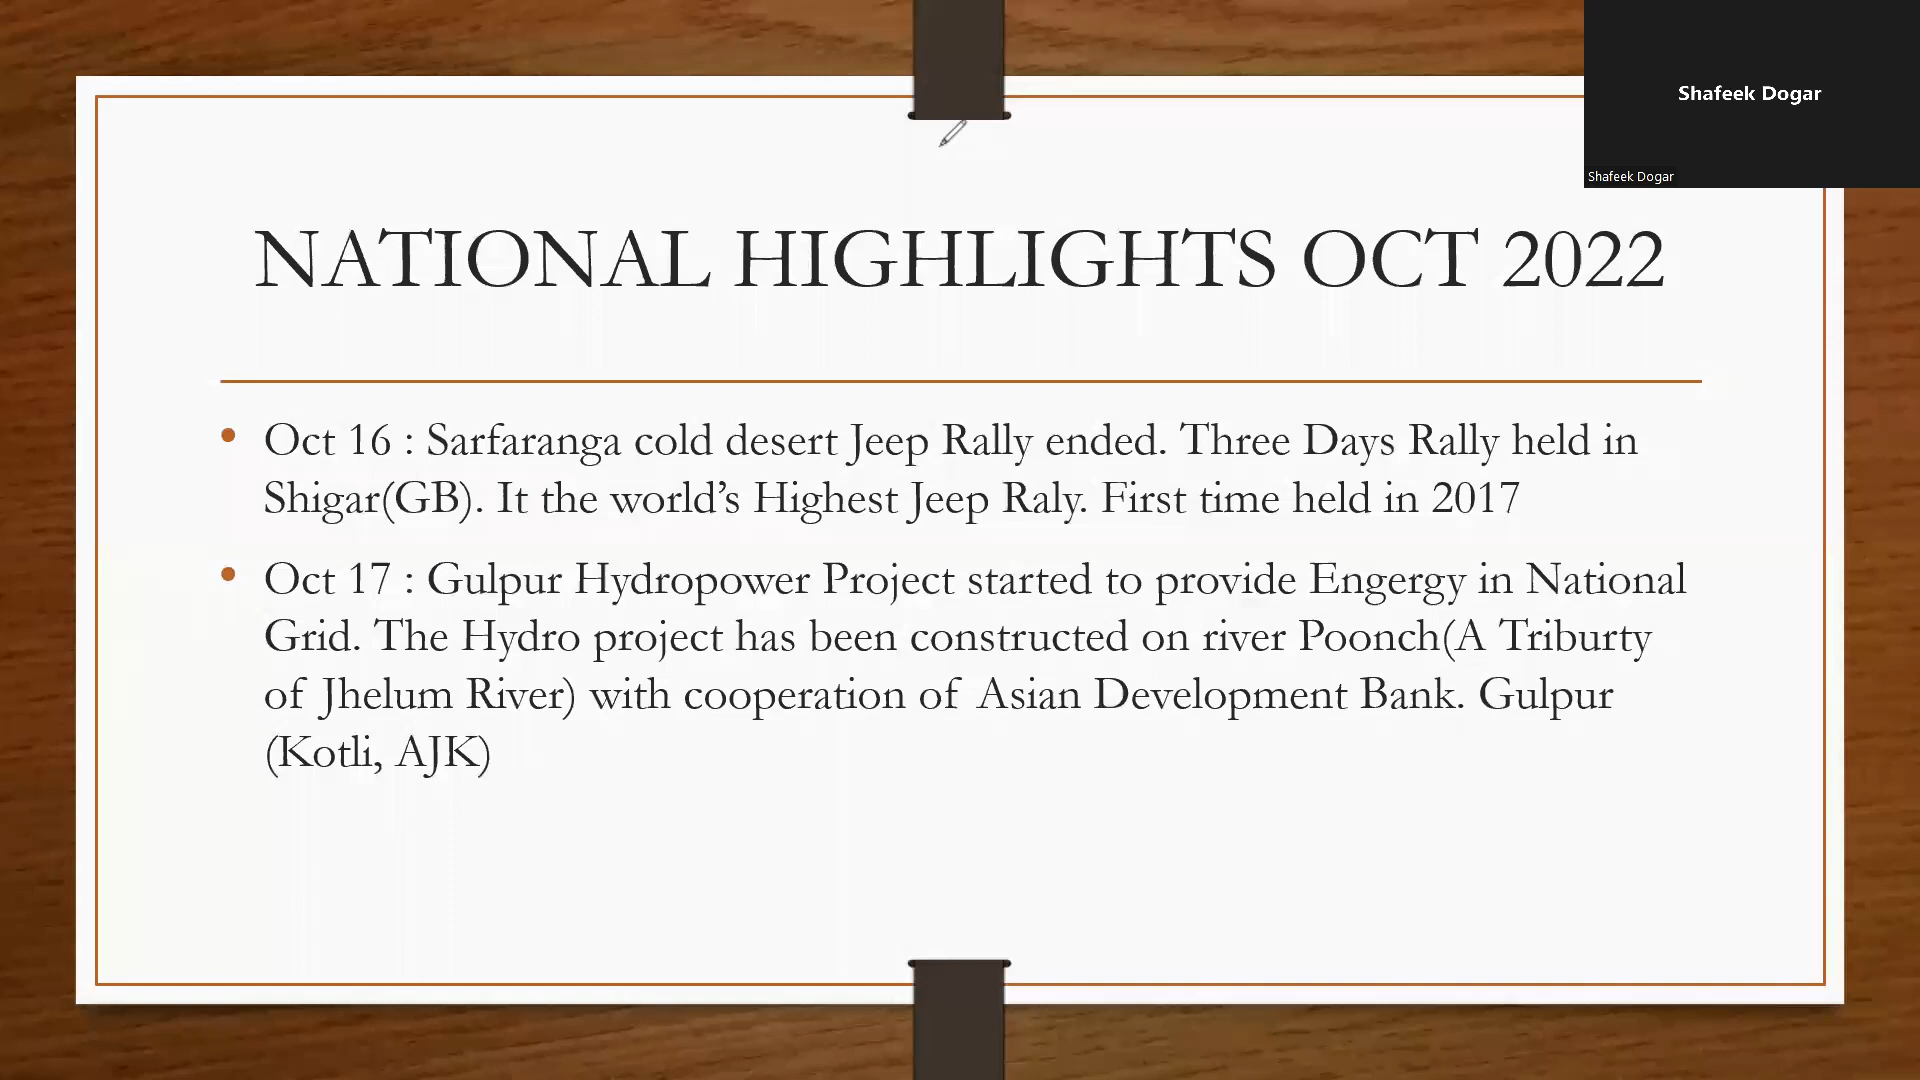 Shafeek Dogar
Shafeek Dogar
NATIONAL HIGHLIGHTS OCT 2022
• Oct 16 : Sarfaranga cold desert Jeep Rally ended. Three Days Rally held in
Shigar(GB). It the world’s Highest Jeep Raly. First time held in 2017
• Oct 17 : Gulpur Hydropower Project started to provide Engergy in National
Grid. The Hydro project has been constructed on river Poonch(A Triburty
of Jhelum River) with cooperation of Asian Development Bank. Gulpur
(Kotli, AJK)